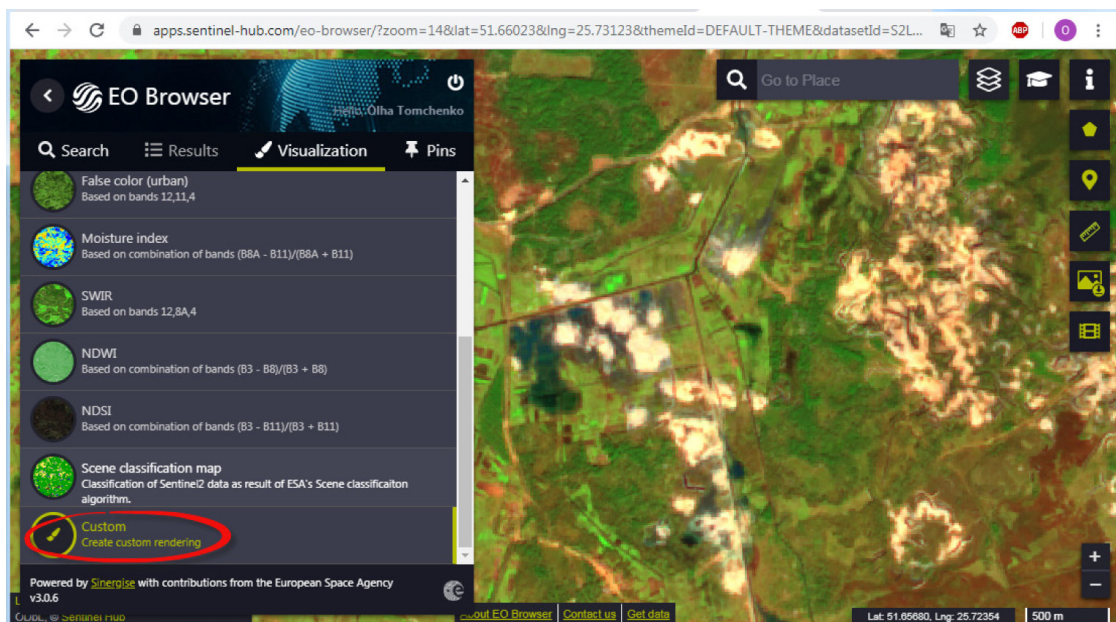 apps.sentinel-hub.com/eo-browser/?zoom=14&lat=51.66023&lng=25.73123&themeId=DEFAULT-THEME&datasetId=S2L...
ABP
O
EO Browser
Hello, Olha Tomchenko
Go to Place
Search Results Visualization Pins
False color (urban)
Based on bands 12,11,4
Moisture index
Based on combination of bands (B8A - B11)/(B8A + B11)
SWIR
Based on bands 12,8A,4
NDWI
Based on combination of bands (B3 - B8)/(B3 + B8)
NDSI
Based on combination of bands (B3 - B11)/(B3 + B11)
Scene classification map
Classification of Sentinel2 data as result of ESA's Scene classificaiton
algorithm.
Custom
Create custom rendering
Powered by Sinergise with contributions from the European Space Agency
v3.0.6
Sentinel Hub
About EO Browser Contact us Get data
Lat: 51.65680, Lng: 25.72354
500 m